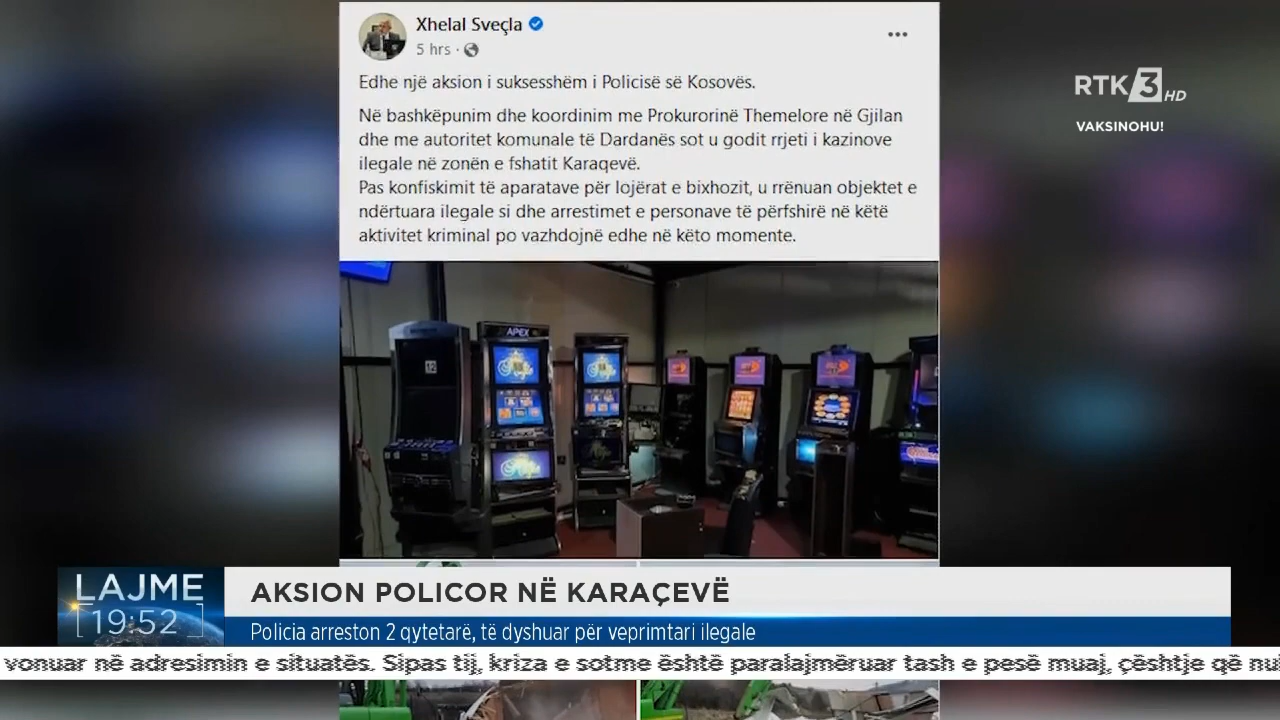 Xhelal Sveçla
5 hrs ·
Edhe një aksion i suksesshëm i Policisë së Kosovës.
Në bashkëpunim dhe koordinim me Prokurorinë Themelore në Gjilan
dhe me autoritet komunale të Dardanës sot u godit rrjeti i kazinove
ilegale në zonën e fshatit Karaqevë.
Pas konfiskimit të aparatave për lojërat e bixhozit, u rrënuan objektet e
ndërtuara ilegale si dhe arrestimet e personave të përfshirë në këtë
aktivitet kriminal po vazhdojnë edhe në këto momente.
RTK 3 HD
VAKSINOHU!
12
APEX
LAJME
19:52
AKSION POLICOR NË KARAÇEVË
Policia arreston 2 qytetarë, të dyshuar për veprimtari ilegale
vonuar në adresimin e situatës. Sipas tij, kriza e sotme është paralajmëruar tash e pesë muaj, çështje që nuk